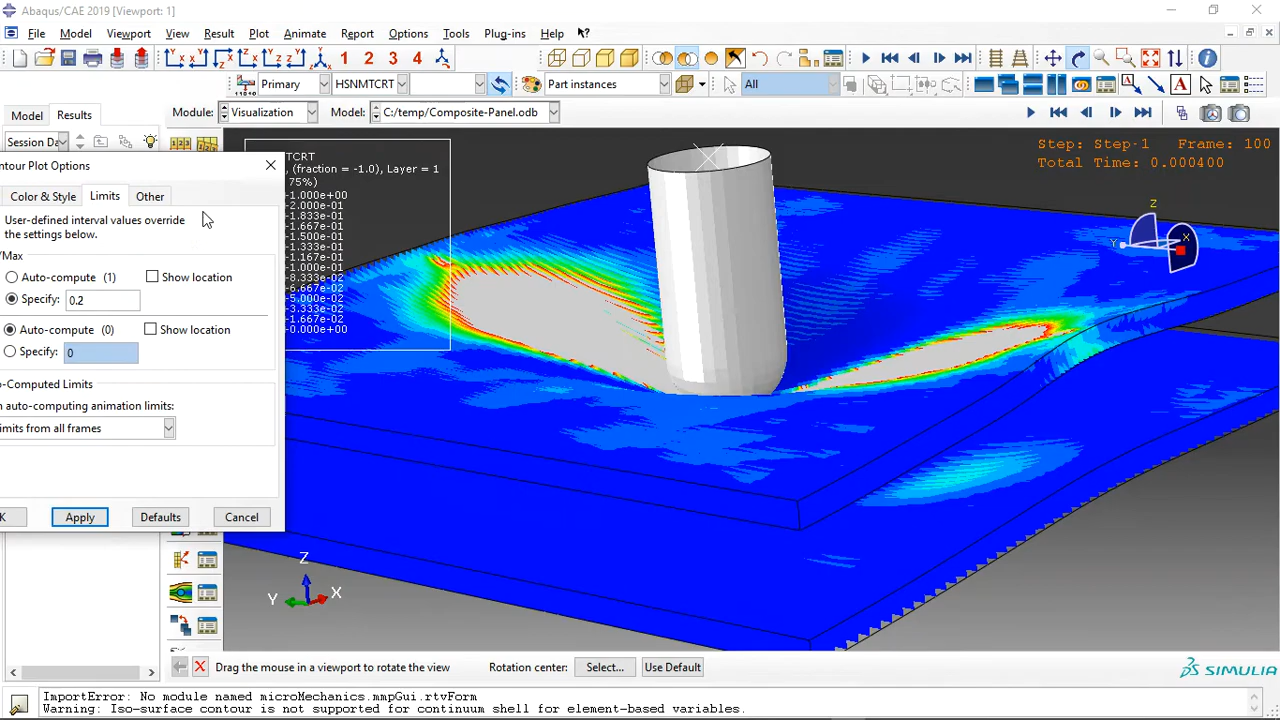 Abaqus/CAE 2019 [Viewport: 1]
File Model Viewport View Result Plot Animate Report Options Tools Plug-ins Help
1 2 3 4
Primary HSNMTCRT Part instances All
Model Results Module: Visualization Model: C:/temp/Composite-Panel.odb
Session Da
ntour Plot Options
Color & Style Limits Other
User-defined interval values override
the settings below.
/Max
Auto-compute (1) Show location
Specify: 0.2
Auto-compute (0) Show location
Specify: 0
o-Computed Limits
n auto-computing animation limits:
imits from all frames
K Apply Defaults Cancel
TCRT
, (fraction = -1.0), Layer = 1
75%)
-1.000e+00
-2.000e-01
-1.833e-01
-1.667e-01
-1.500e-01
-1.333e-01
-1.167e-01
-1.000e-01
-8.333e-02
-6.667e-02
-5.000e-02
-3.333e-02
-1.667e-02
-0.000e+00
Step: Step-1 Frame: 100
Total Time: 0.000400
Z
Y X
Z
Y X
Drag the mouse in a viewport to rotate the view Rotation center: Select... Use Default
SIMULIA
ImportError: No module named microMechanics.mmpGui.rtvForm
Warning: Iso-surface contour is not supported for continuum shell for element-based variables.